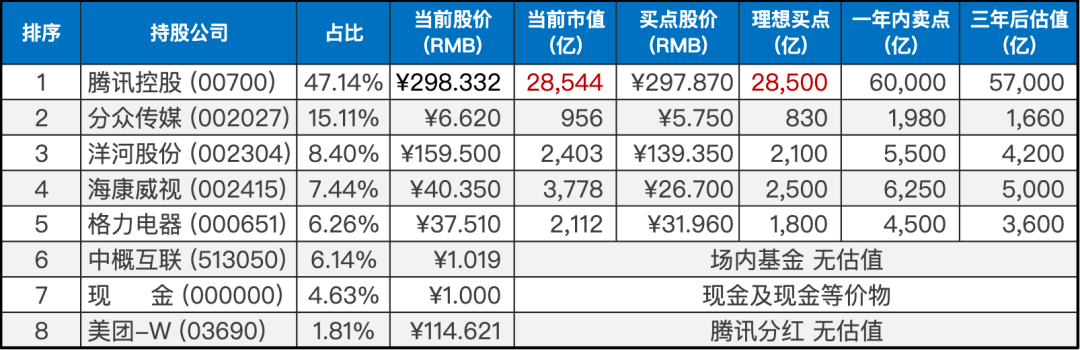 排序 持股公司 占比 当前股价(RMB) 当前市值(亿) 买点股价(RMB) 理想买点(亿) 一年内卖点(亿) 三年后估值(亿)
1 腾讯控股 (00700) 47.14% ¥298.332 28,544 ¥297.870 28,500 60,000 57,000
2 分众传媒 (002027) 15.11% ¥6.620 956 ¥5.750 830 1,980 1,660
3 洋河股份 (002304) 8.40% ¥159.500 2,403 ¥139.350 2,100 5,500 4,200
4 海康威视 (002415) 7.44% ¥40.350 3,778 ¥26.700 2,500 6,250 5,000
5 格力电器 (000651) 6.26% ¥37.510 2,112 ¥31.960 1,800 4,500 3,600
6 中概互联 (513050) 6.14% ¥1.019 场内基金 无估值
7 现 金 (000000) 4.63% ¥1.000 现金及现金等价物
8 美团-W (03690) 1.81% ¥114.621 腾讯分红 无估值